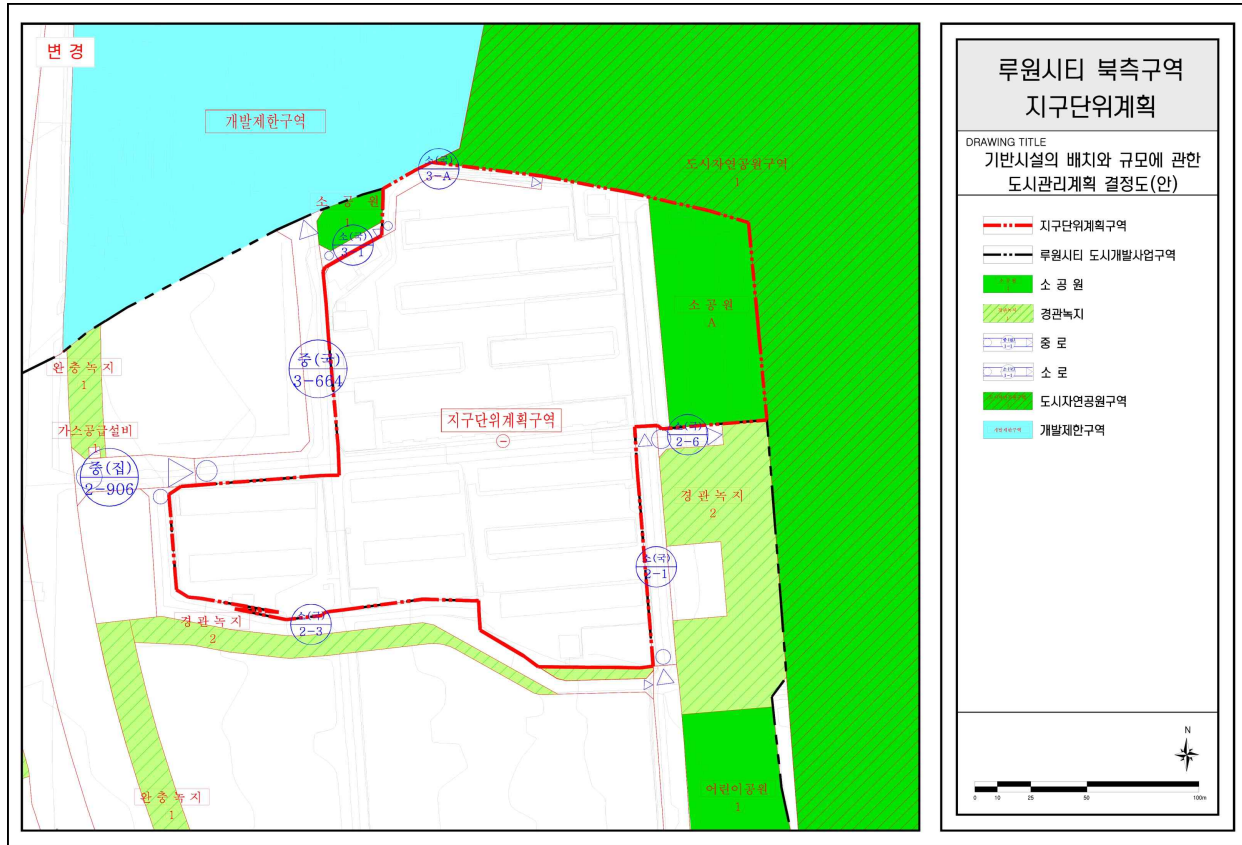 변 경
개발제한구역
소(국)
3-A
도시자연공원구역
1
소 공 원
1
소(국)
3-1
소공원
A
중(국)
3-664
완충녹지
1
지구단위계획구역
가스공급설비
1
소(국)
2-6
중(집)
2-906
경관녹지
2
소(국)
2-1
경관녹지
2
소(국)
2-3
어린이공원
1
완충녹지
1
루원시티 북측구역
지구단위계획
DRAWING TITLE
기반시설의 배치와 규모에 관한
도시관리계획 결정도(안)
지구단위계획구역
루원시티 도시개발사업구역
소 공 원
경관녹지
중 로
소 로
도시자연공원구역
개발제한구역
N
0 10 25 50 100m